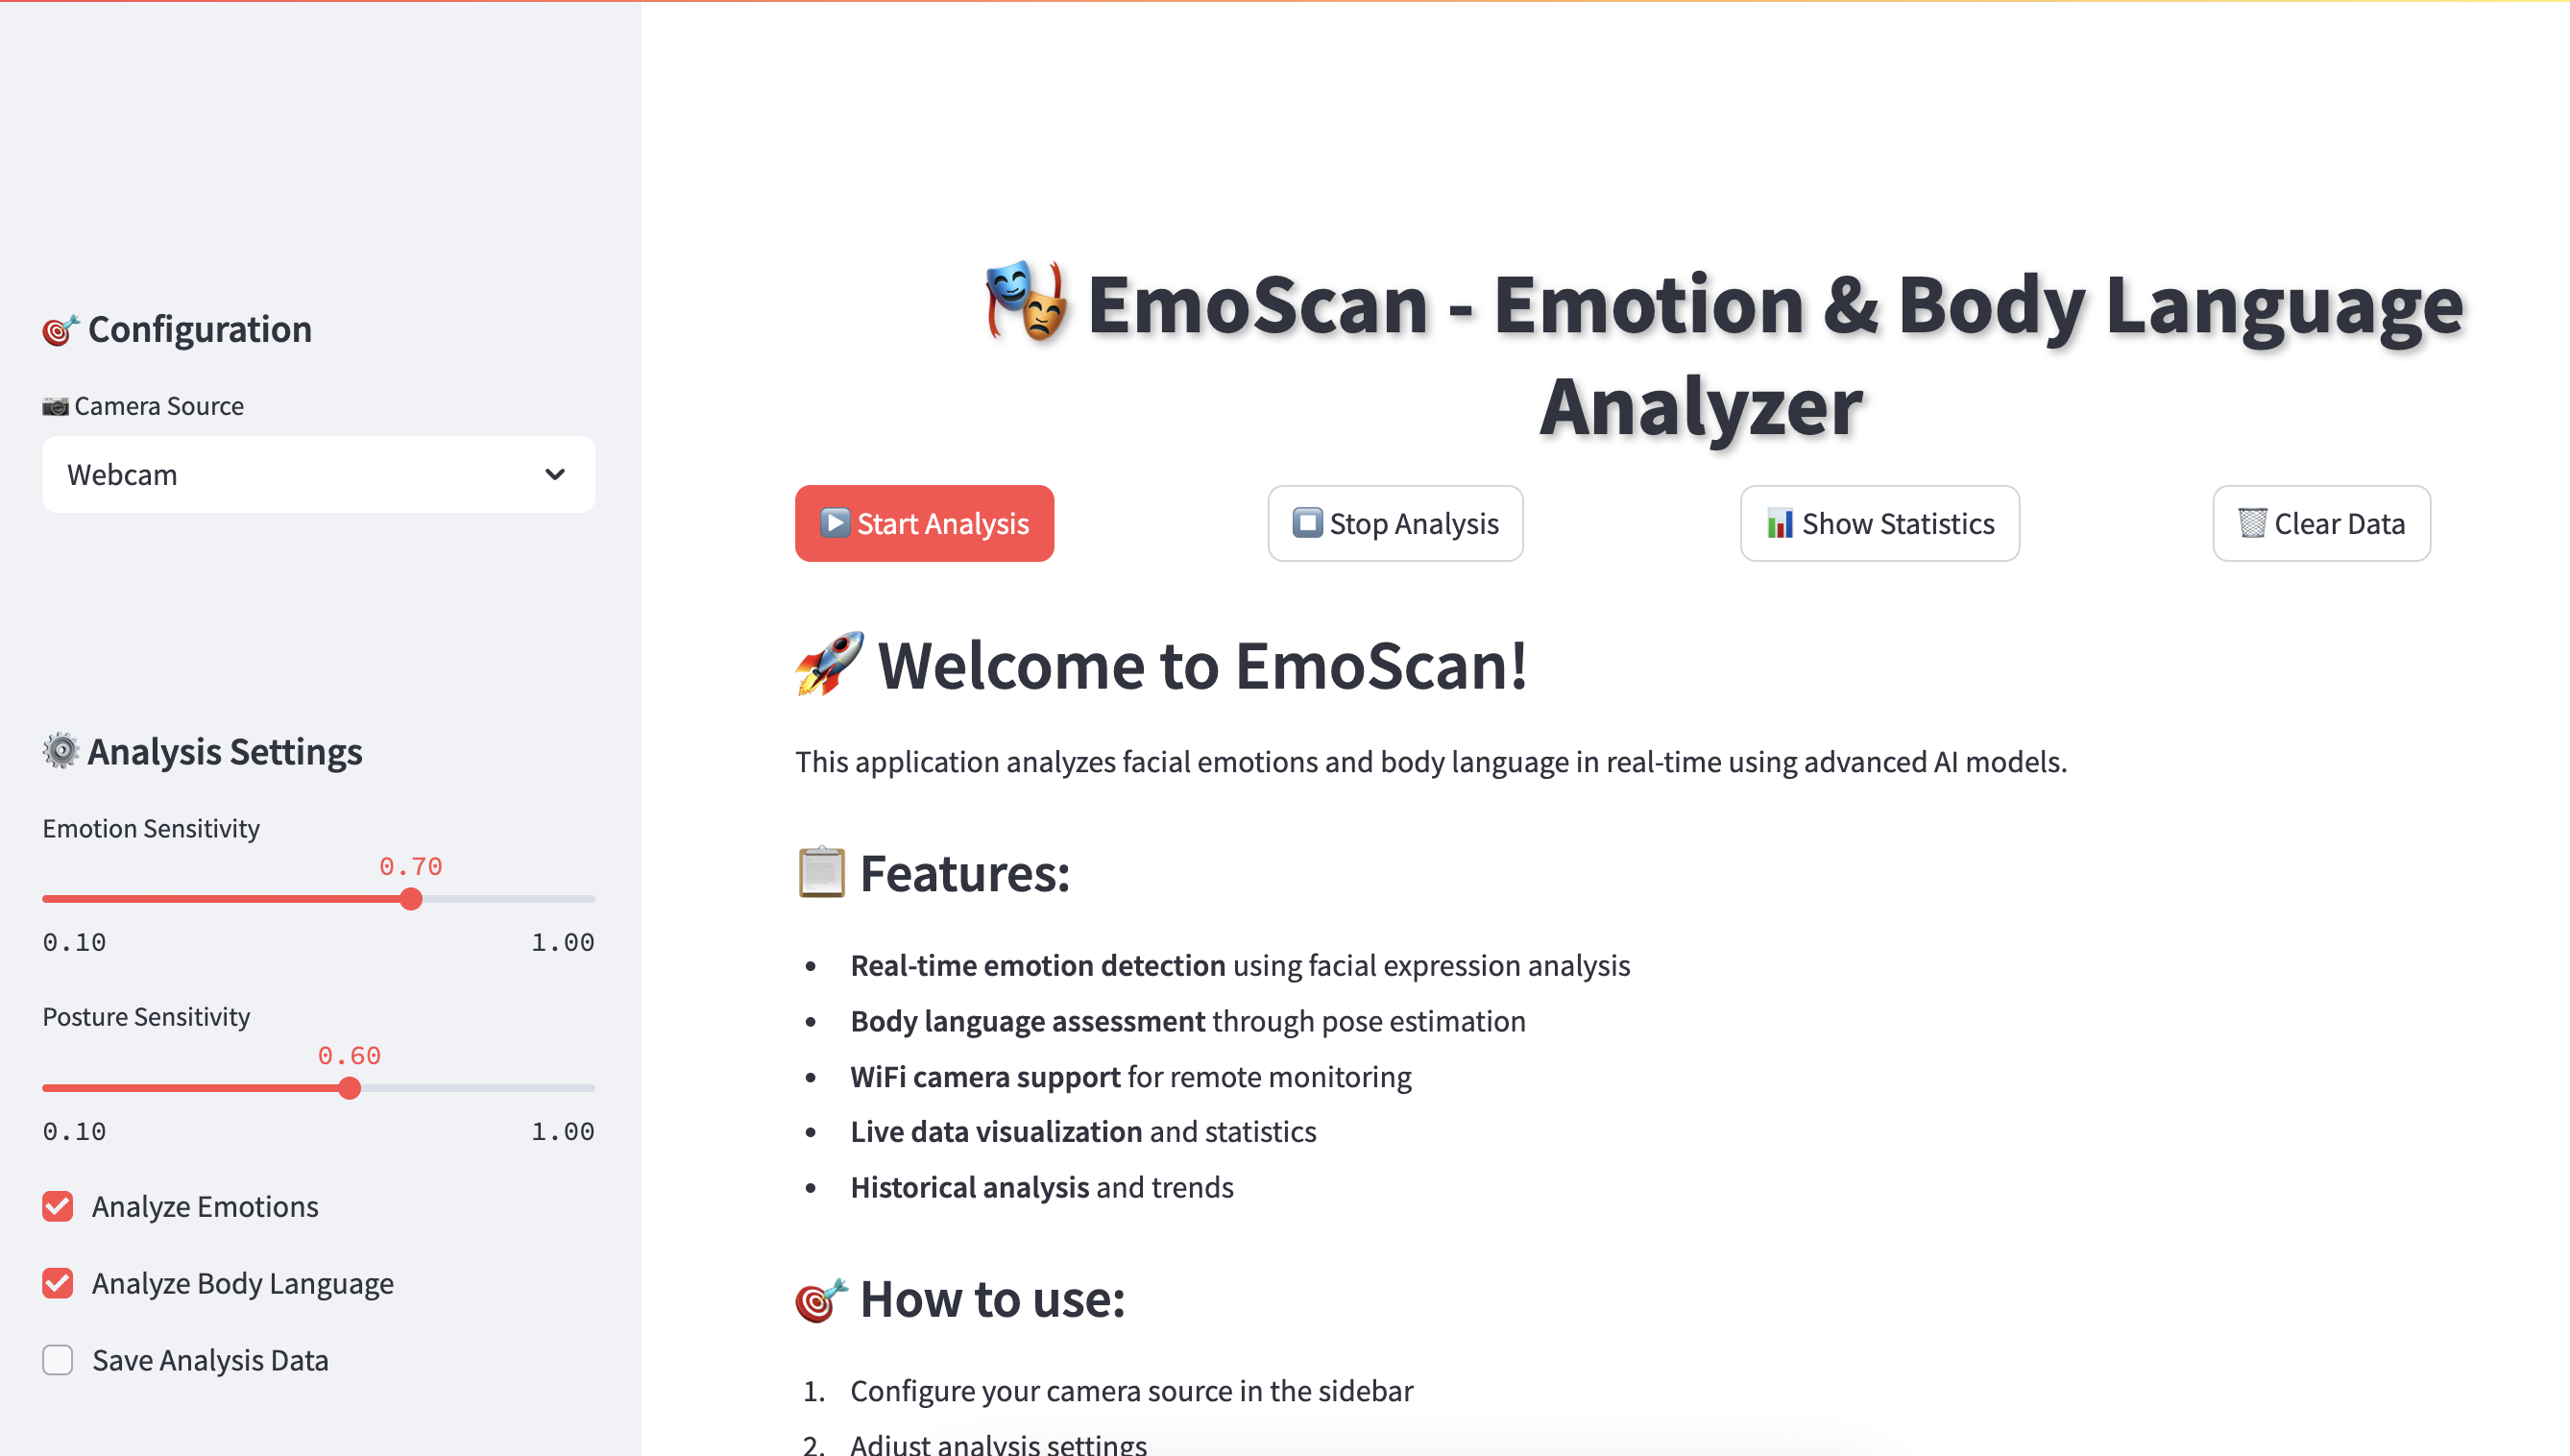 Configuration
Camera Source
Webcam
Analysis Settings
Emotion Sensitivity
0.70
0.10 1.00
Posture Sensitivity
0.60
0.10 1.00
Analyze Emotions
Analyze Body Language
Save Analysis Data
EmoScan - Emotion & Body Language
Analyzer
Start Analysis
Stop Analysis
Show Statistics
Clear Data
Welcome to EmoScan!
This application analyzes facial emotions and body language in real-time using advanced AI models.
Features:
• Real-time emotion detection using facial expression analysis
• Body language assessment through pose estimation
• WiFi camera support for remote monitoring
• Live data visualization and statistics
• Historical analysis and trends
How to use:
1. Configure your camera source in the sidebar
2. Adjust analysis settings